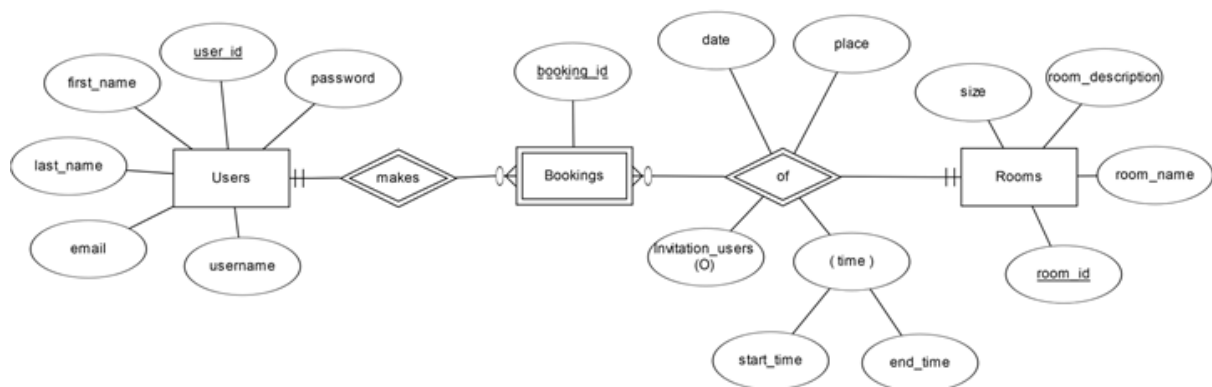 date
place
user_id
booking_id
first_name
password
room_description
size
last_name
Users
makes
Bookings
of
Rooms
room_name
email
username
Invitation_users
(O)
( time )
room_id
start_time
end_time